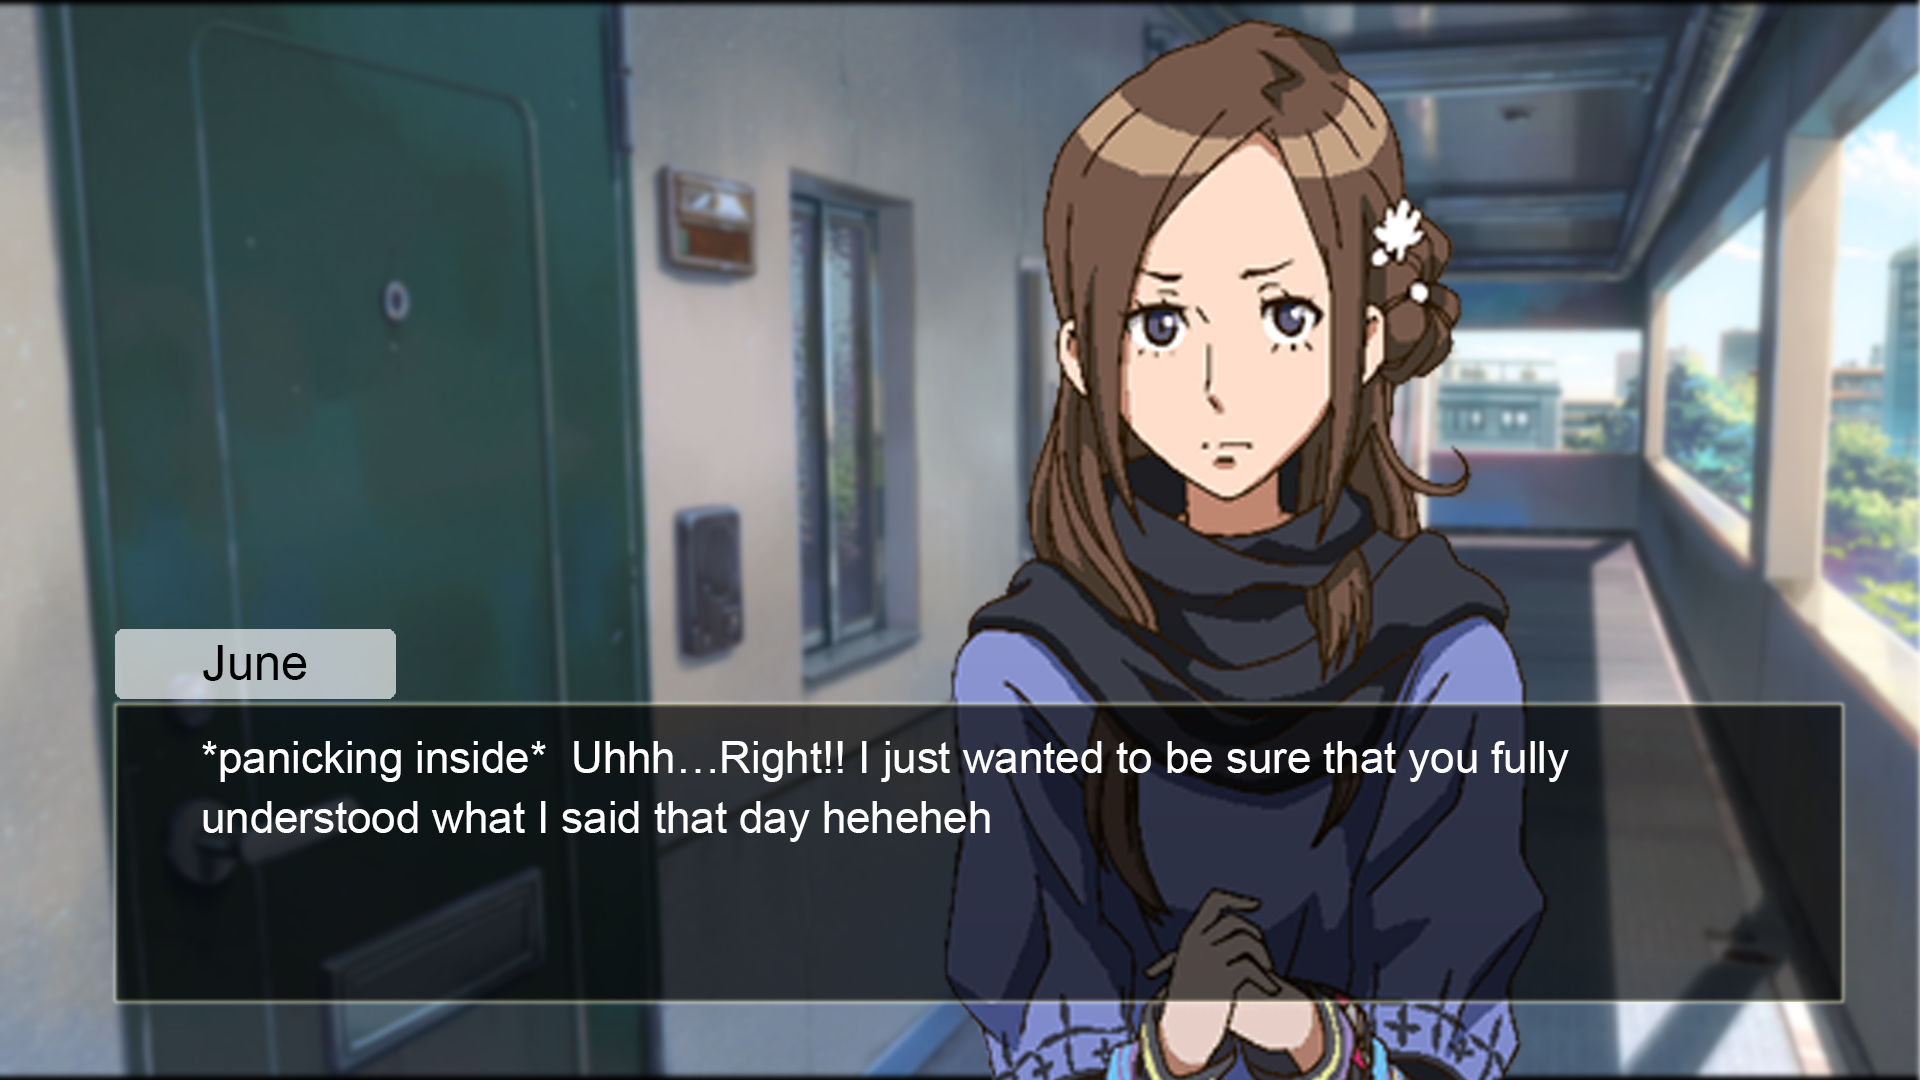 June
*panicking inside*  Uhhh…Right!! I just wanted to be sure that you fully
understood what I said that day heheheh